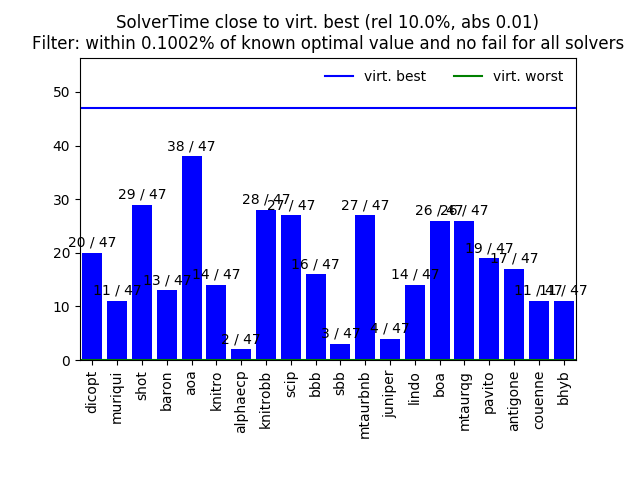 SolverTime close to virt. best (rel 10.0%, abs 0.01)
Filter: within 0.1002% of known optimal value and no fail for all solvers
virt. best
virt. worst
50
40
30
20
10
0
20 / 47
11 / 47
29 / 47
13 / 47
38 / 47
14 / 47
2 / 47
28 / 47
27 / 47
16 / 47
3 / 47
27 / 47
4 / 47
14 / 47
26 / 47
26 / 47
19 / 47
17 / 47
11 / 47
11 / 47
dicopt
muriqui
shot
baron
aoa
knitro
alphaecp
knitrobb
scip
bbb
sbb
mtaurbnb
juniper
lindo
boa
mtaurqg
pavito
antigone
couenne
bhyb